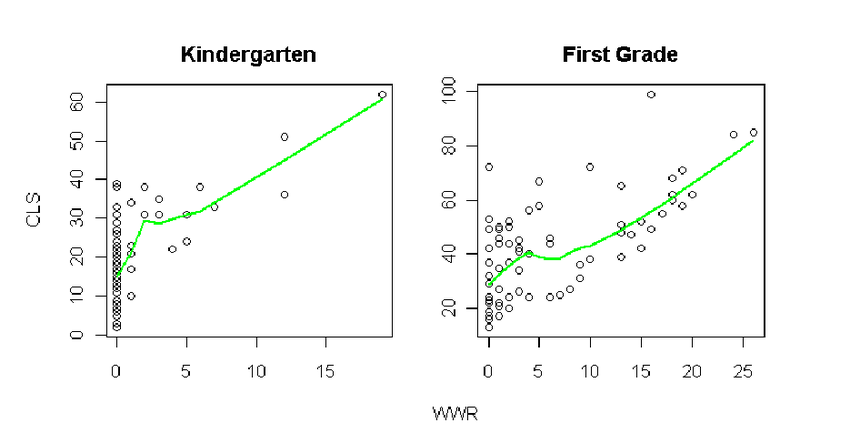 Kindergarten
First Grade
CLS
0 10 20 30 40 50 60
0 5 10 15
20 40 60 80 100
0 5 10 15 20 25
WWR